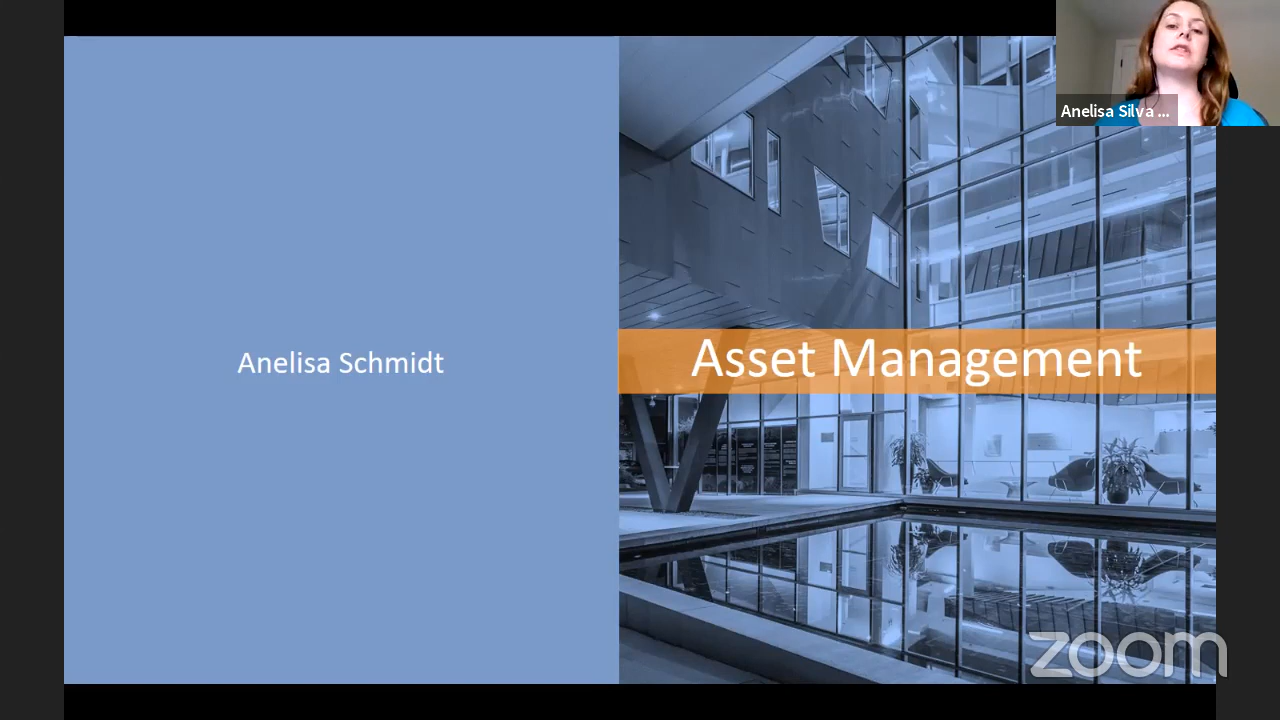 Anelisa Silva ...
Anelisa Schmidt
Asset Management
zoom